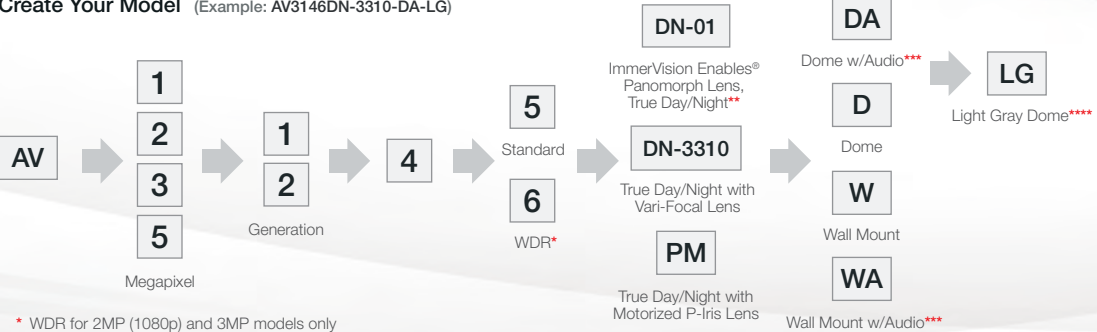 Create Your Model (Example: AV3146DN-3310-DA-LG)
AV
1
2
3
5
Megapixel
1
2
Generation
4
5
Standard
6
WDR*
DN-01
ImmerVision Enables®
Panomorph Lens,
True Day/Night**
DN-3310
True Day/Night with
Vari-Focal Lens
PM
True Day/Night with
Motorized P-Iris Lens
DA
Dome w/Audio***
D
Dome
W
Wall Mount
WA
Wall Mount w/Audio***
LG
Light Gray Dome****
* WDR for 2MP (1080p) and 3MP models only